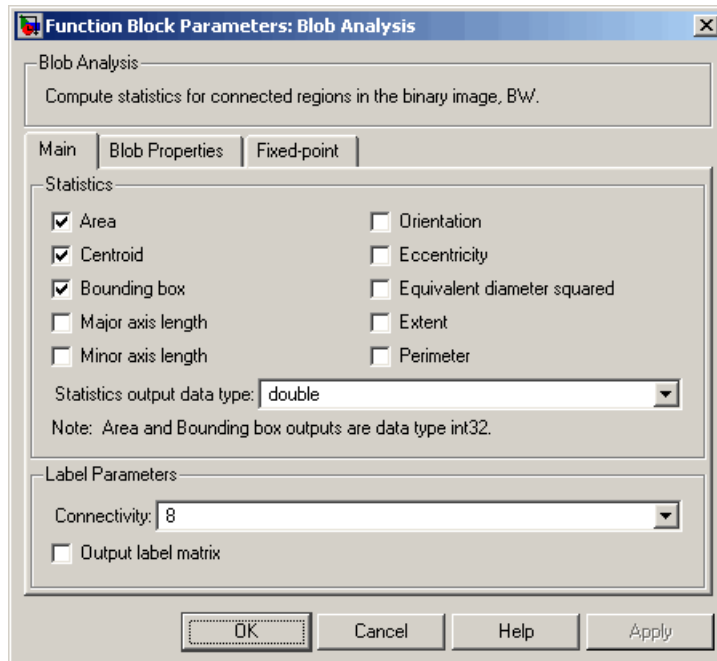 Function Block Parameters: Blob Analysis
Blob Analysis
Compute statistics for connected regions in the binary image, BW.
Main Blob Properties Fixed-point
Statistics
Area Orientation
Centroid Eccentricity
Bounding box Equivalent diameter squared
Major axis length Extent
Minor axis length Perimeter
Statistics output data type: double
Note: Area and Bounding box outputs are data type int32.
Label Parameters
Connectivity: 8
Output label matrix
OK Cancel Help Apply